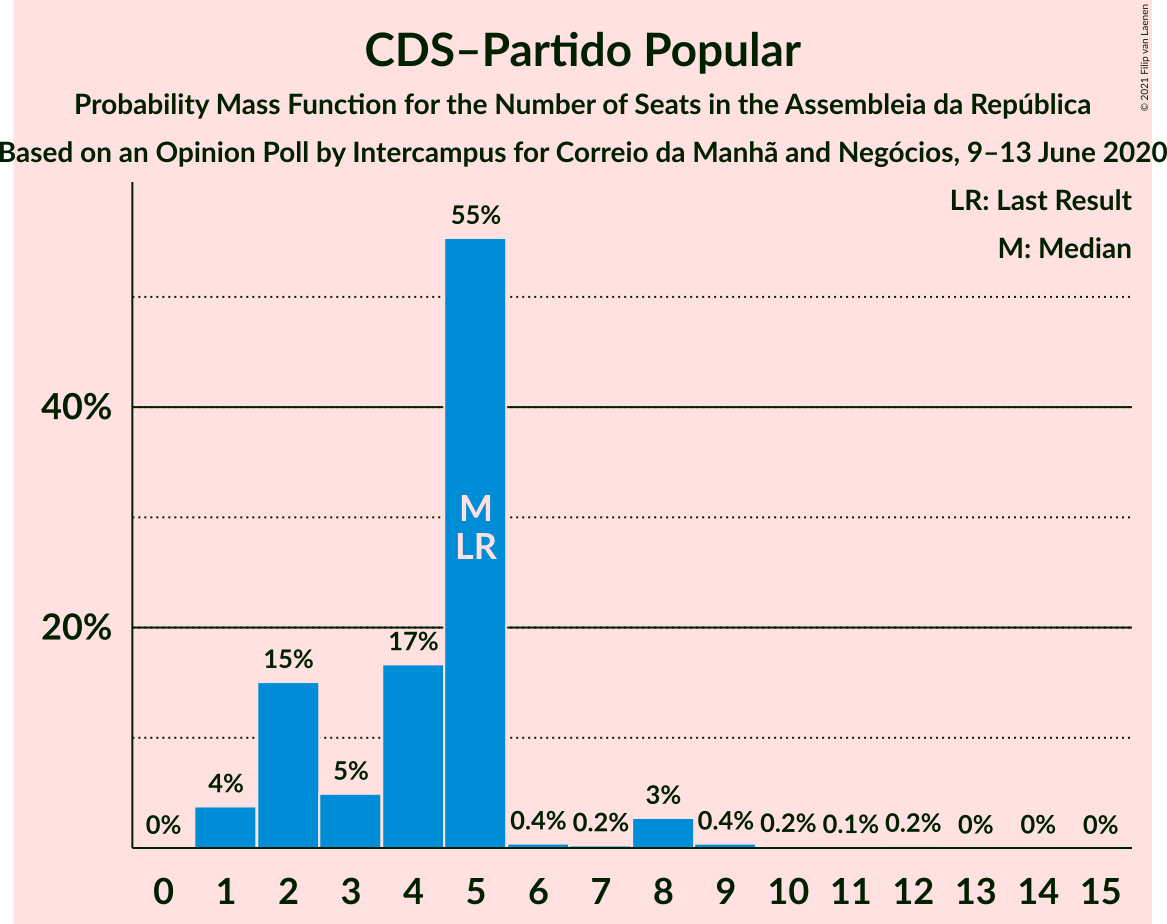 CDS–Partido Popular
Probability Mass Function for the Number of Seats in the Assembleia da República
Based on an Opinion Poll by Intercampus for Correio da Manhã and Negócios, 9–13 June 2020
© 2021 Filip van Laenen
LR: Last Result
M: Median
55%
40%
M
LR
20%
17%
15%
5%
4%
3%
0%
0.4%
0.2%
0.4%
0.2%
0.1%
0.2%
0%
0%
0%
0 1 2 3 4 5 6 7 8 9 10 11 12 13 14 15